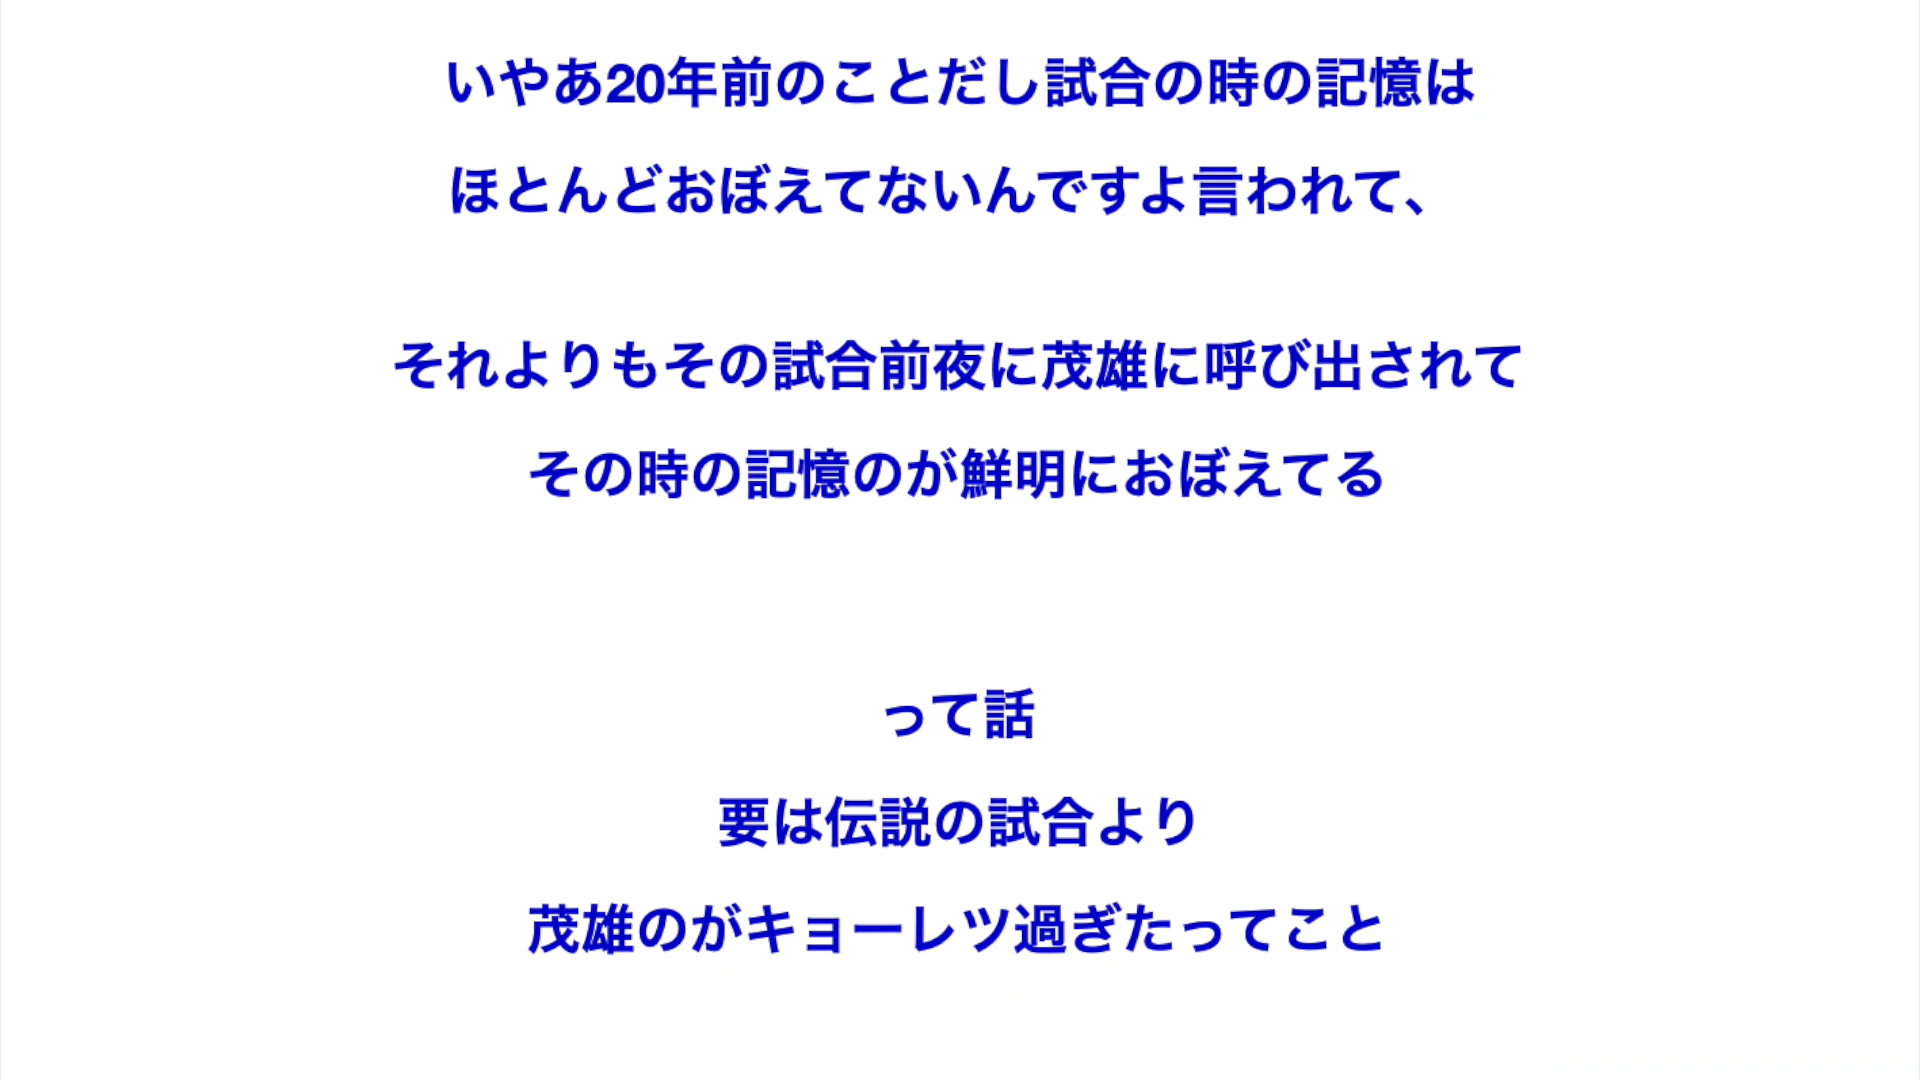 いやあ20年前のことだし試合の時の記憶は
ほとんどおぼえてないんですよ言われて、
それよりもその試合前夜に茂雄に呼び出されて
その時の記憶のが鮮明におぼえてる
って話
要は伝説の試合より
茂雄のがキョーレツ過ぎたってこと